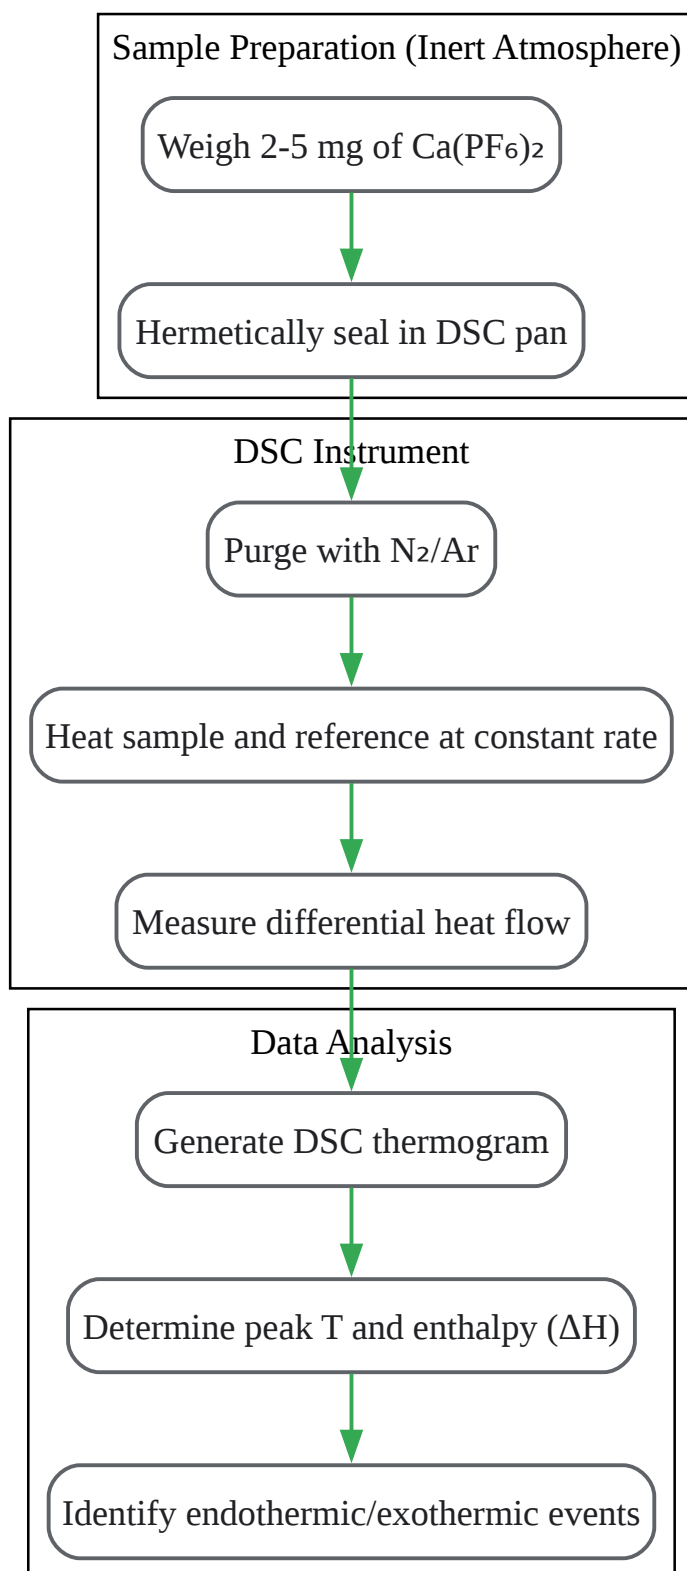 Sample Preparation (Inert Atmosphere)
Weigh 2-5 mg of Ca(PF₆)₂
Hermetically seal in DSC pan
DSC Instrument
Purge with N₂/Ar
Heat sample and reference at constant rate
Measure differential heat flow
Data Analysis
Generate DSC thermogram
Determine peak T and enthalpy (ΔH)
Identify endothermic/exothermic events